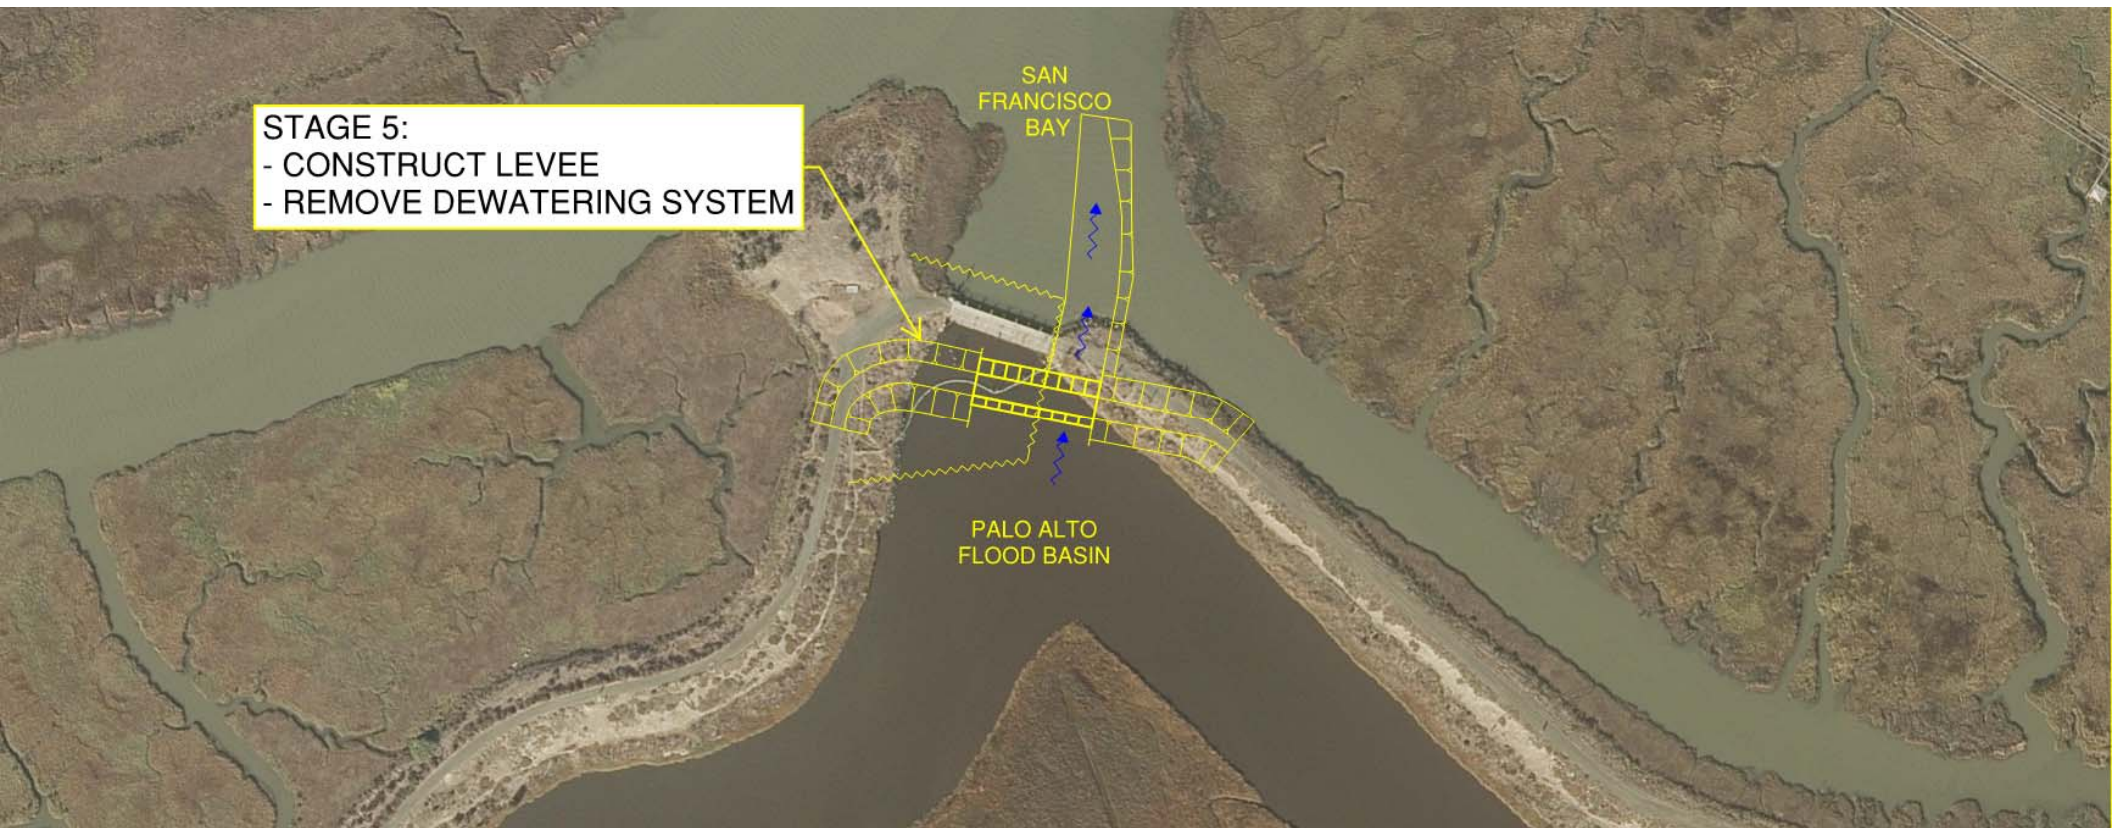 STAGE 5:
- CONSTRUCT LEVEE
- REMOVE DEWATERING SYSTEM
SAN
FRANCISCO
BAY
PALO ALTO
FLOOD BASIN